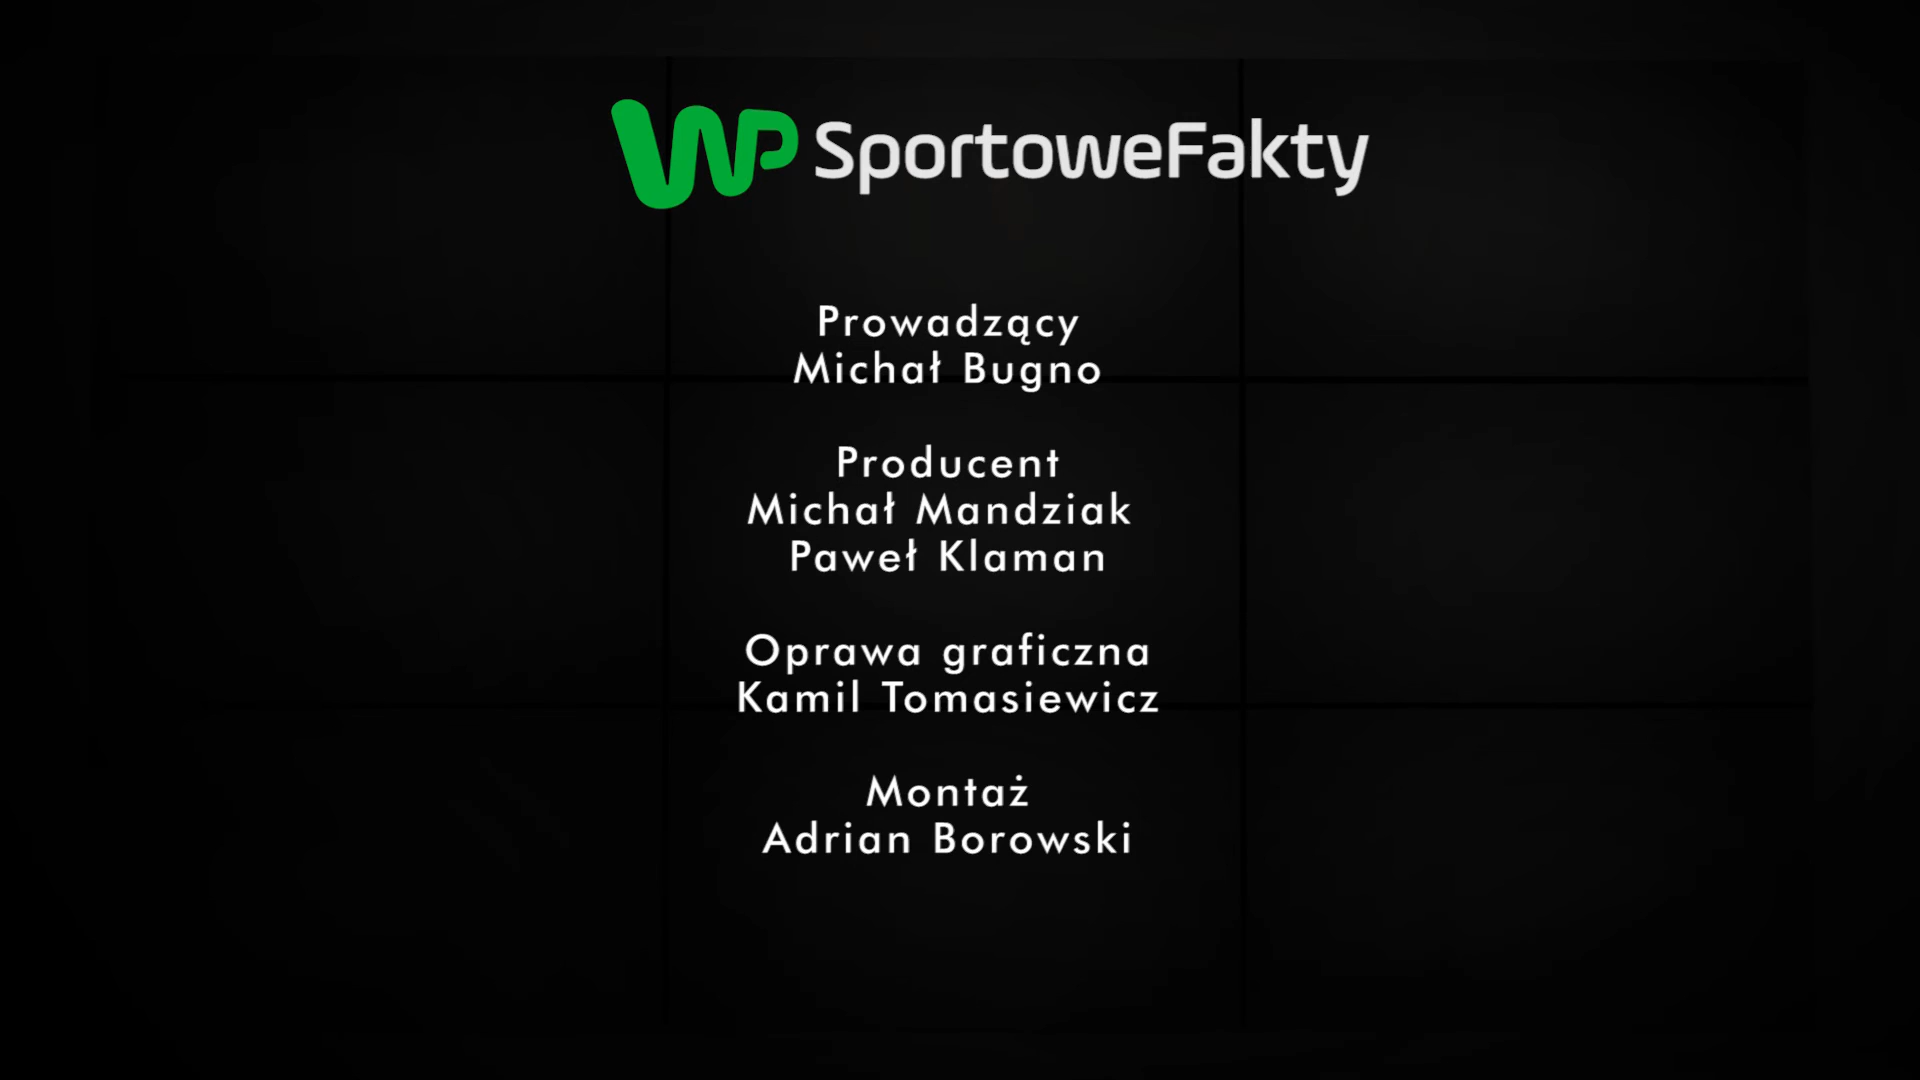 WP SportoweFakty
Prowadzący
Michał Bugno
Producent
Michał Mandziak
Paweł Klaman
Oprawa graficzna
Kamil Tomasiewicz
Montaż
Adrian Borowski